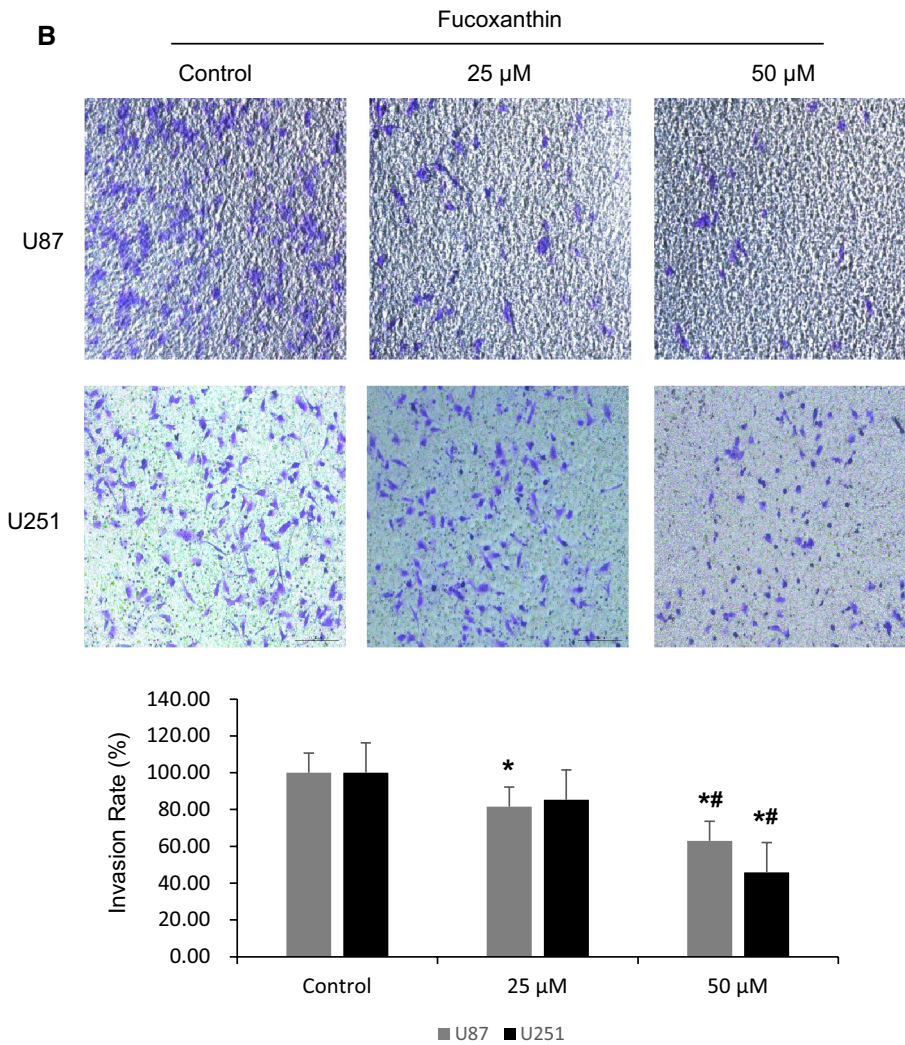 B
Fucoxanthin
Control 25 μM 50 μM
U87
U251
Invasion Rate (%)
140.00
120.00
100.00
80.00
60.00
40.00
20.00
0.00
*
*#
*#
Control 25 μM 50 μM
U87 U251